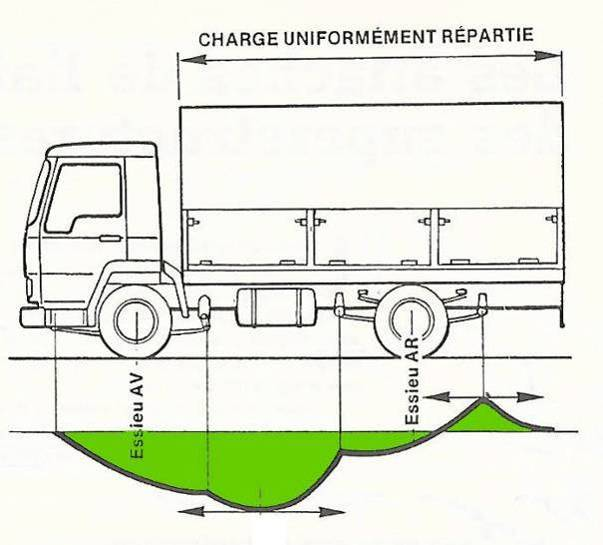 CHARGE UNIFORMÉMENT RÉPARTIE
Essieu AV
Essieu AR